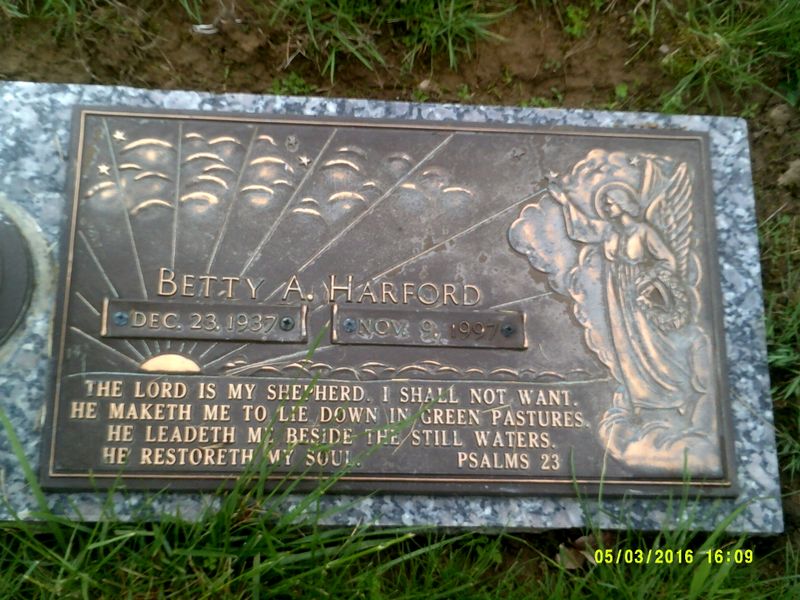 BETTY A. HARFORD
DEC. 23, 1937 NOV. 9, 1997
THE LORD IS MY SHEPHERD. I SHALL NOT WANT.
HE MAKETH ME TO LIE DOWN IN GREEN PASTURES.
HE LEADETH ME BESIDE THE STILL WATERS.
HE RESTORETH MY SOUL. PSALMS 23
05/03/2016 16:09